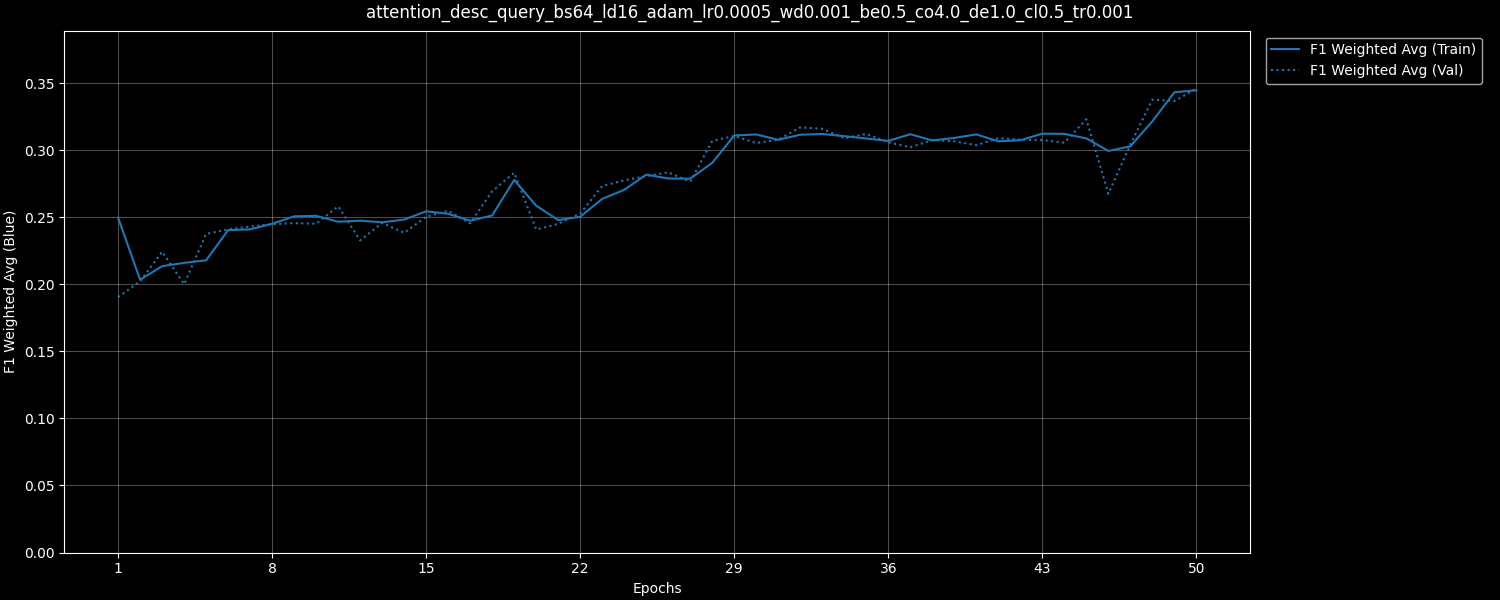 attention_desc_query_bs64_ld16_adam_lr0.0005_wd0.001_be0.5_co4.0_de1.0_cl0.5_tr0.001
F1 Weighted Avg (Train)
F1 Weighted Avg (Val)
F1 Weighted Avg (Blue)
0.35
0.30
0.25
0.20
0.15
0.10
0.05
0.00
1 8 15 22 29 36 43 50
Epochs